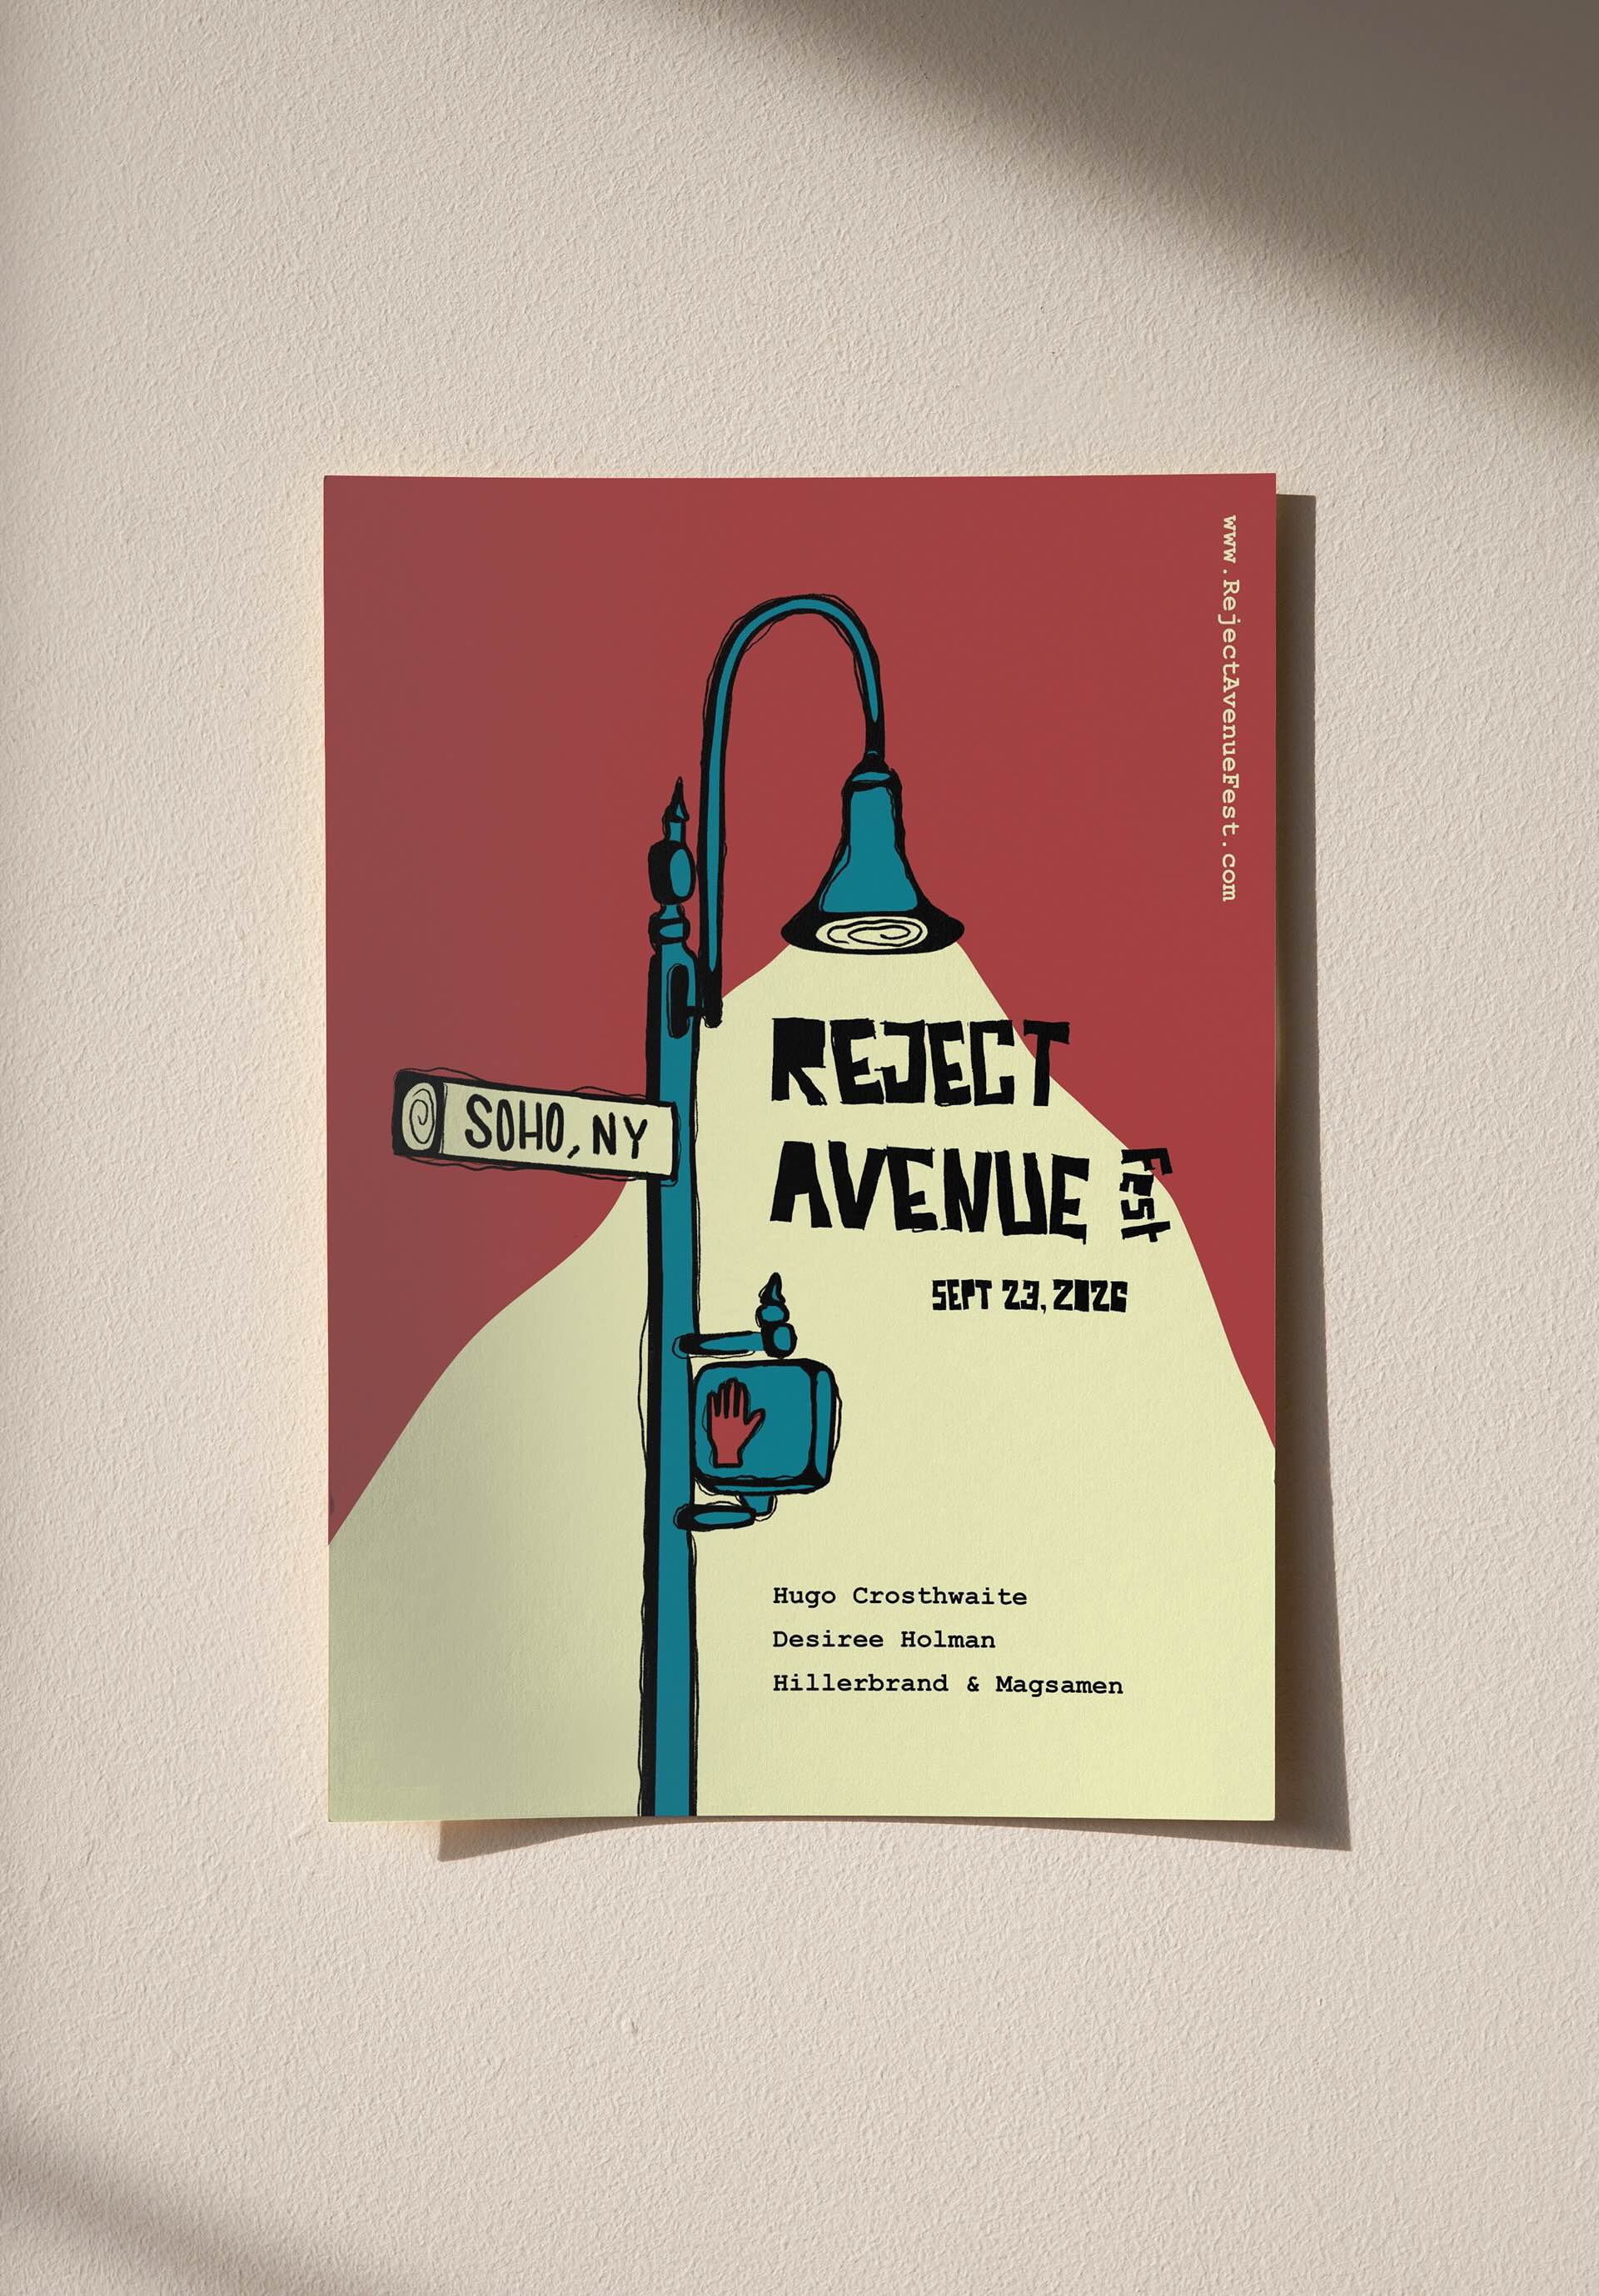 www.RejectAvenueFest.com
REJECT
AVENUE Fest
SOHO, NY
SEPT 23, 2026
Hugo Crosthwaite
Desiree Holman
Hillerbrand & Magsamen